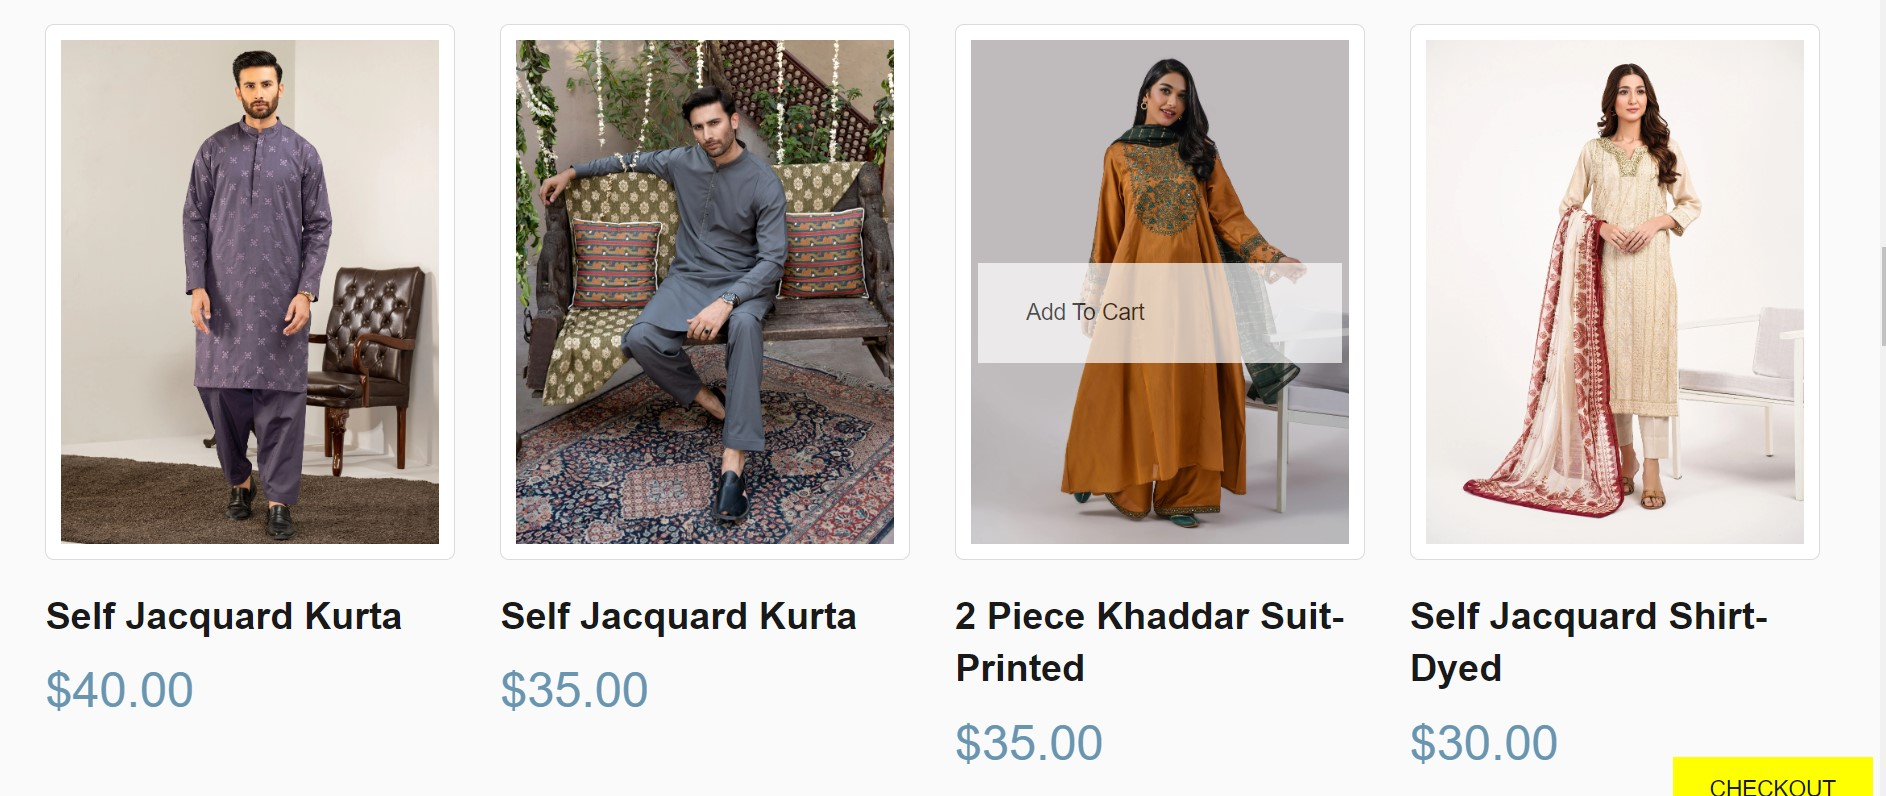 Add To Cart
Self Jacquard Kurta
$40.00
Self Jacquard Kurta
$35.00
2 Piece Khaddar Suit-
Printed
$35.00
Self Jacquard Shirt-
Dyed
$30.00
CHECKOUT